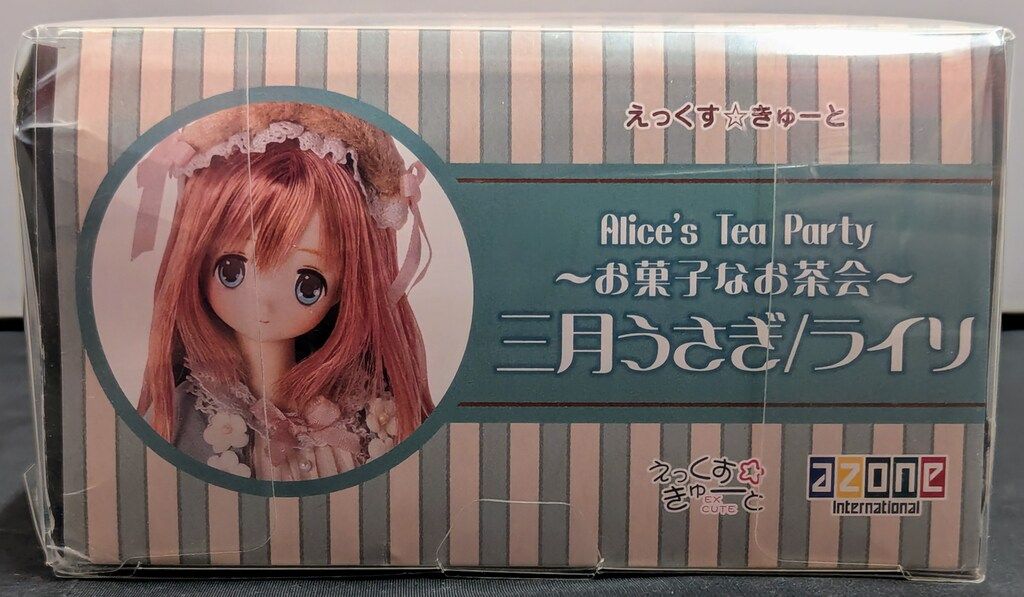 えっくす☆きゅーと
Alice's Tea Party
～お菓子なお茶会～
三月うさぎ/ライリ
えっくす
きゅーと
EX
CUTE
azone
International